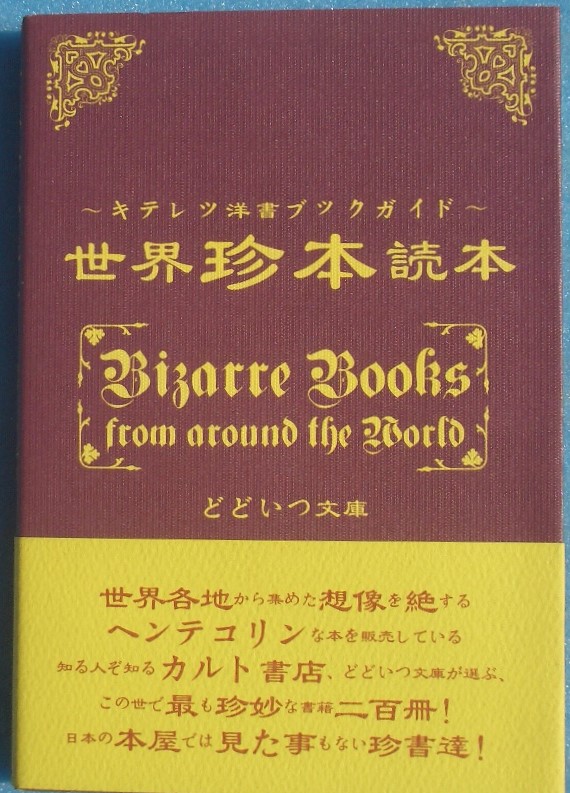 ～キテレツ洋書ブックガイド～
世界珍本読本
Bizarre Books
from around the World
どどいつ文庫
世界各地から集めた想像を絶する
ヘンテコリンな本を販売している
知る人ぞ知るカルト書店、どどいつ文庫が選ぶ、
この世で最も珍妙な書籍二百冊！
日本の本屋では見た事もない珍書達！